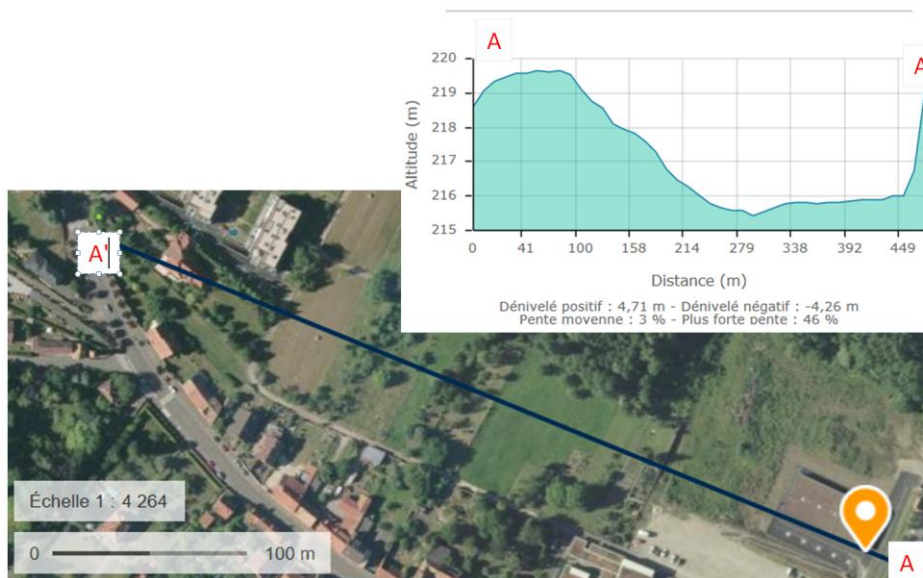 A
A
220
219
218
217
216
215
Altitude (m)
0 41 100 158 214 279 338 392 449
Distance (m)
Dénivelé positif : 4,71 m - Dénivelé négatif : -4,26 m
Pente moyenne : 3 % - Plus forte pente : 46 %
A'
Échelle 1 : 4 264
0 100 m
A